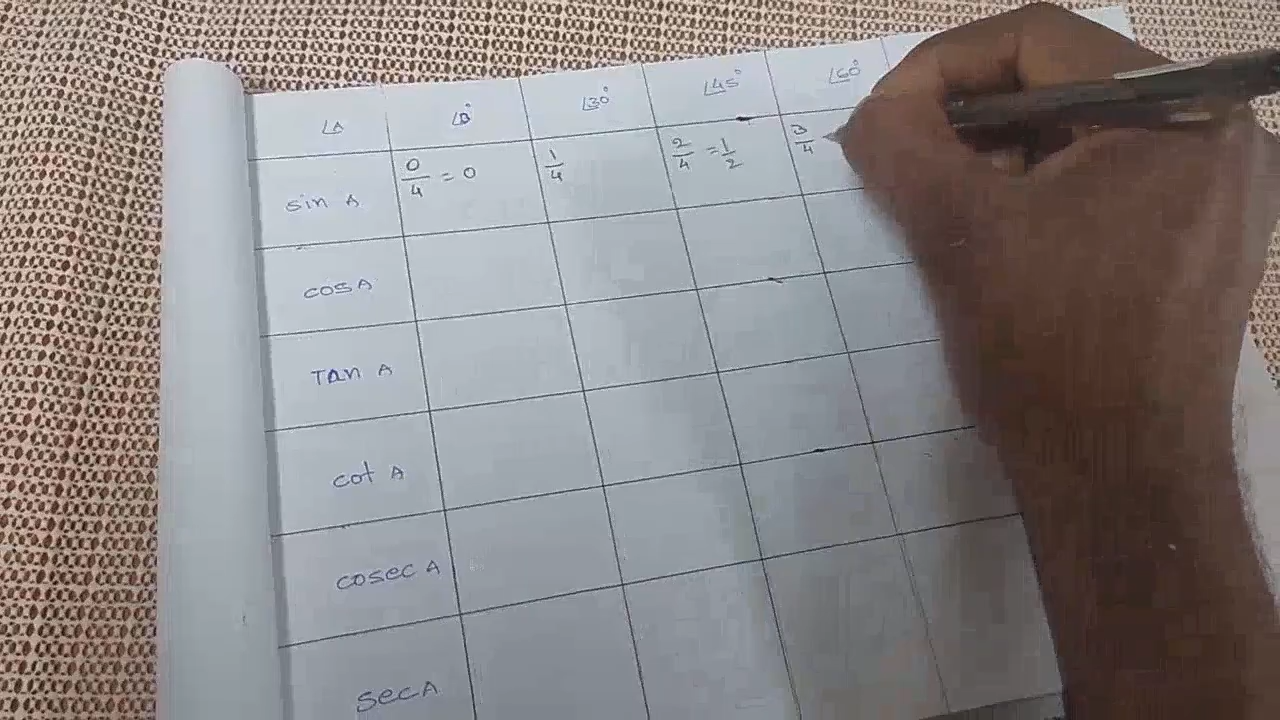 ∠A ∠0° ∠30° ∠45° ∠60°
sin A 0/4 = 0 1/4 2/4 = 1/2 3/4
cos A
Tan A
cot A
cosec A
sec A